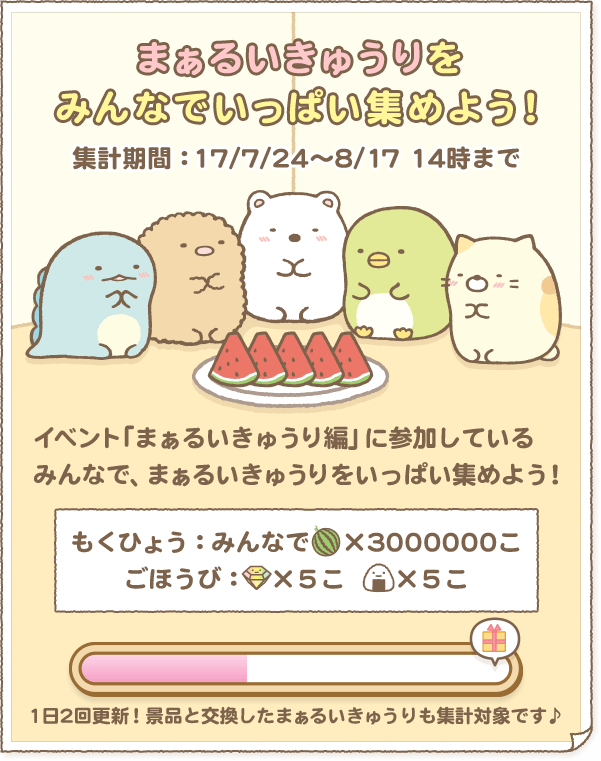 まぁるいきゅうりを
みんなでいっぱい集めよう!
集計期間：17/7/24～8/17 14時まで
イベント「まぁるいきゅうり編」に参加している
みんなで、まぁるいきゅうりをいっぱい集めよう!
もくひょう：みんなで×3000000こ
ごほうび：×5こ ×5こ
1日2回更新!景品と交換したまぁるいきゅうりも集計対象です♪